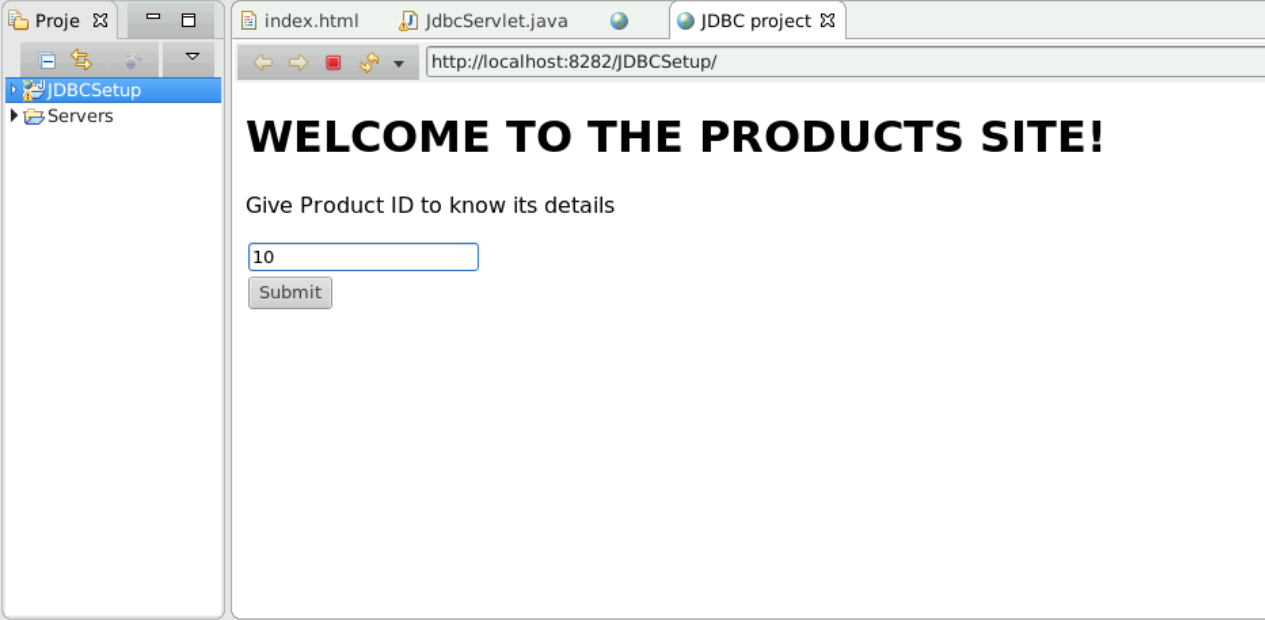 Proje
index.html JdbcServlet.java JDBC project
http://localhost:8282/JDBCSetup/
JDBCSetup
Servers
WELCOME TO THE PRODUCTS SITE!
Give Product ID to know its details
10
Submit